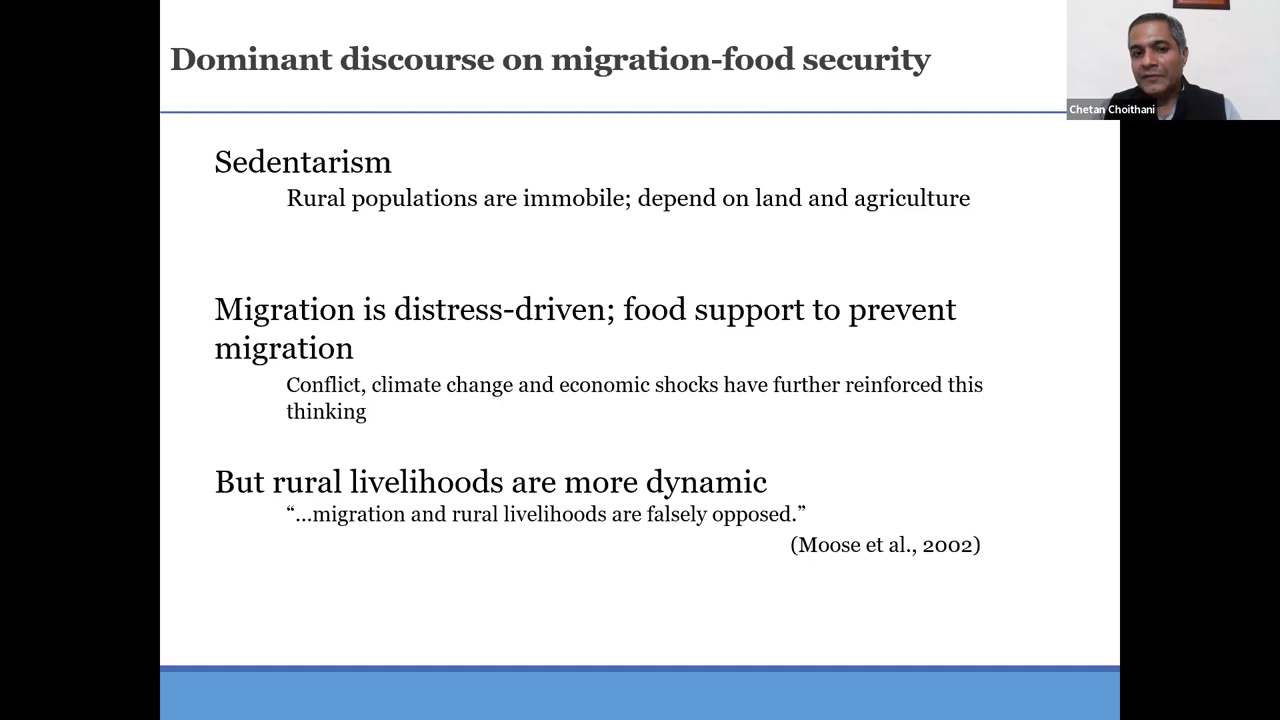 Dominant discourse on migration-food security
Chetan Choithani
Sedentarism
Rural populations are immobile; depend on land and agriculture
Migration is distress-driven; food support to prevent
migration
Conflict, climate change and economic shocks have further reinforced this
thinking
But rural livelihoods are more dynamic
“…migration and rural livelihoods are falsely opposed.”
(Moose et al., 2002)